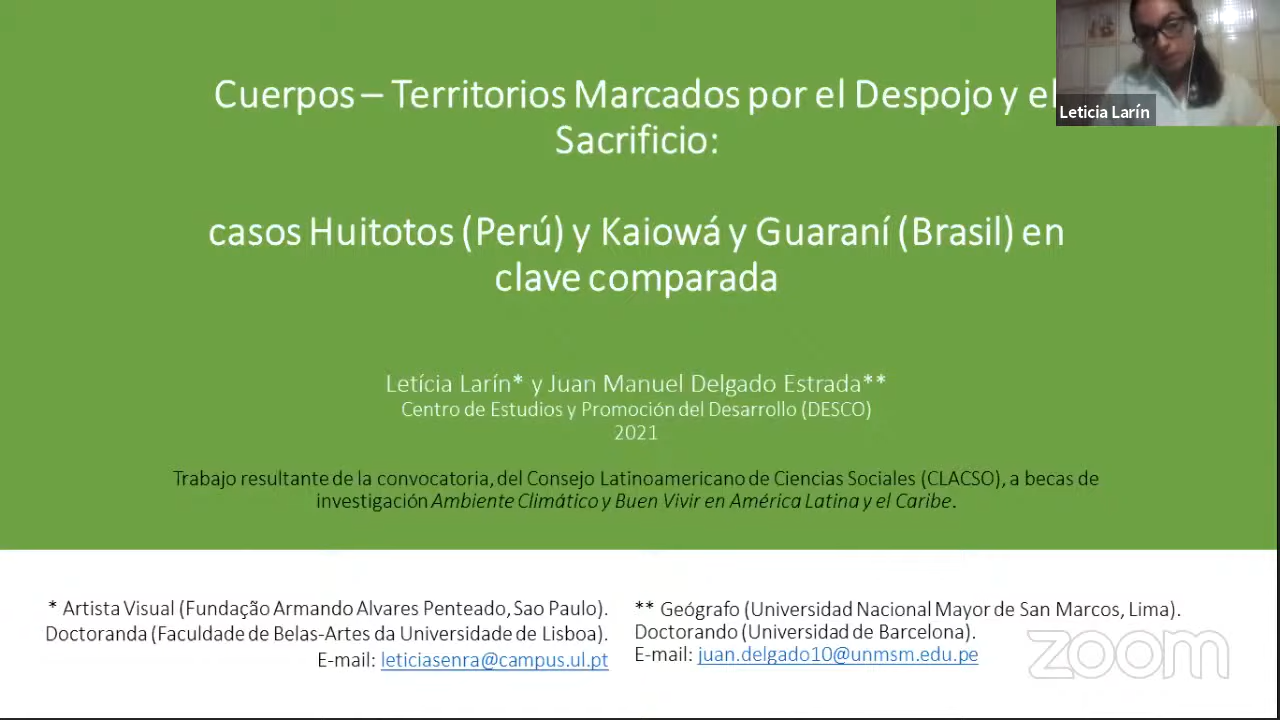 Cuerpos – Territorios Marcados por el Despojo y el
Sacrificio:
casos Huitotos (Perú) y Kaiowá y Guaraní (Brasil) en
clave comparada
Leticia Larín
Letícia Larín* y Juan Manuel Delgado Estrada**
Centro de Estudios y Promoción del Desarrollo (DESCO)
2021
Trabajo resultante de la convocatoria, del Consejo Latinoamericano de Ciencias Sociales (CLACSO), a becas de
investigación Ambiente Climático y Buen Vivir en América Latina y el Caribe.
* Artista Visual (Fundação Armando Alvares Penteado, Sao Paulo).
Doctoranda (Faculdade de Belas-Artes da Universidade de Lisboa).
E-mail: leticiasenra@campus.ul.pt
** Geógrafo (Universidad Nacional Mayor de San Marcos, Lima).
Doctorando (Universidad de Barcelona).
E-mail: juan.delgado10@unmsm.edu.pe
zoom